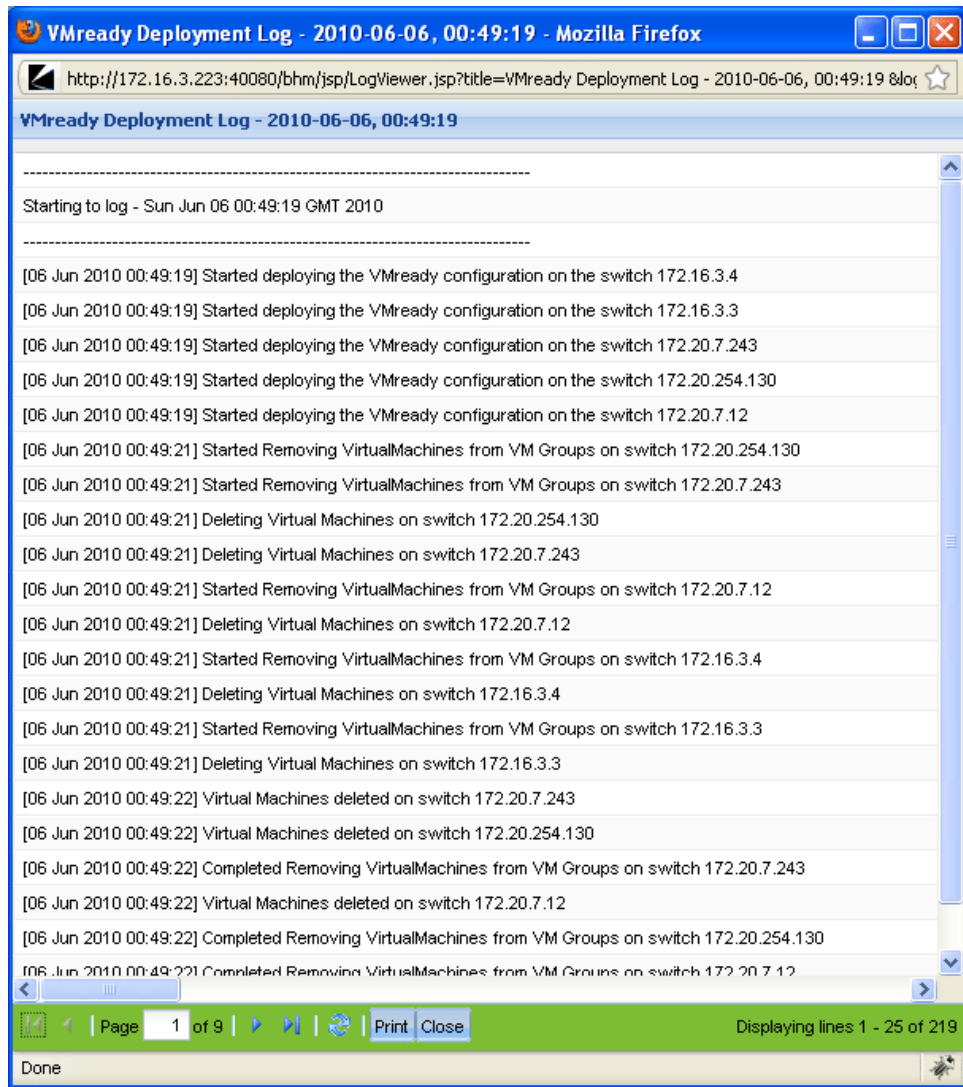 VMready Deployment Log - 2010-06-06, 00:49:19 - Mozilla Firefox
http://172.16.3.223:40080/bhm/jsp/LogViewer.jsp?title=VMready Deployment Log - 2010-06-06, 00:49:19 &log
VMready Deployment Log - 2010-06-06, 00:49:19
--------------------------------------------------------------------------------
Starting to log - Sun Jun 06 00:49:19 GMT 2010
--------------------------------------------------------------------------------
[06 Jun 2010 00:49:19] Started deploying the VMready configuration on the switch 172.16.3.4
[06 Jun 2010 00:49:19] Started deploying the VMready configuration on the switch 172.16.3.3
[06 Jun 2010 00:49:19] Started deploying the VMready configuration on the switch 172.20.7.243
[06 Jun 2010 00:49:19] Started deploying the VMready configuration on the switch 172.20.254.130
[06 Jun 2010 00:49:19] Started deploying the VMready configuration on the switch 172.20.7.12
[06 Jun 2010 00:49:21] Started Removing VirtualMachines from VM Groups on switch 172.20.254.130
[06 Jun 2010 00:49:21] Started Removing VirtualMachines from VM Groups on switch 172.20.7.243
[06 Jun 2010 00:49:21] Deleting Virtual Machines on switch 172.20.254.130
[06 Jun 2010 00:49:21] Deleting Virtual Machines on switch 172.20.7.243
[06 Jun 2010 00:49:21] Started Removing VirtualMachines from VM Groups on switch 172.20.7.12
[06 Jun 2010 00:49:21] Deleting Virtual Machines on switch 172.20.7.12
[06 Jun 2010 00:49:21] Started Removing VirtualMachines from VM Groups on switch 172.16.3.4
[06 Jun 2010 00:49:21] Deleting Virtual Machines on switch 172.16.3.4
[06 Jun 2010 00:49:21] Started Removing VirtualMachines from VM Groups on switch 172.16.3.3
[06 Jun 2010 00:49:21] Deleting Virtual Machines on switch 172.16.3.3
[06 Jun 2010 00:49:22] Virtual Machines deleted on switch 172.20.7.243
[06 Jun 2010 00:49:22] Virtual Machines deleted on switch 172.20.254.130
[06 Jun 2010 00:49:22] Completed Removing VirtualMachines from VM Groups on switch 172.20.7.243
[06 Jun 2010 00:49:22] Virtual Machines deleted on switch 172.20.7.12
[06 Jun 2010 00:49:22] Completed Removing VirtualMachines from VM Groups on switch 172.20.254.130
[06 Jun 2010 00:49:22] Completed Removing VirtualMachines from VM Groups on switch 172.20.7.12
Page 1 of 9 Print Close Displaying lines 1 - 25 of 219
Done